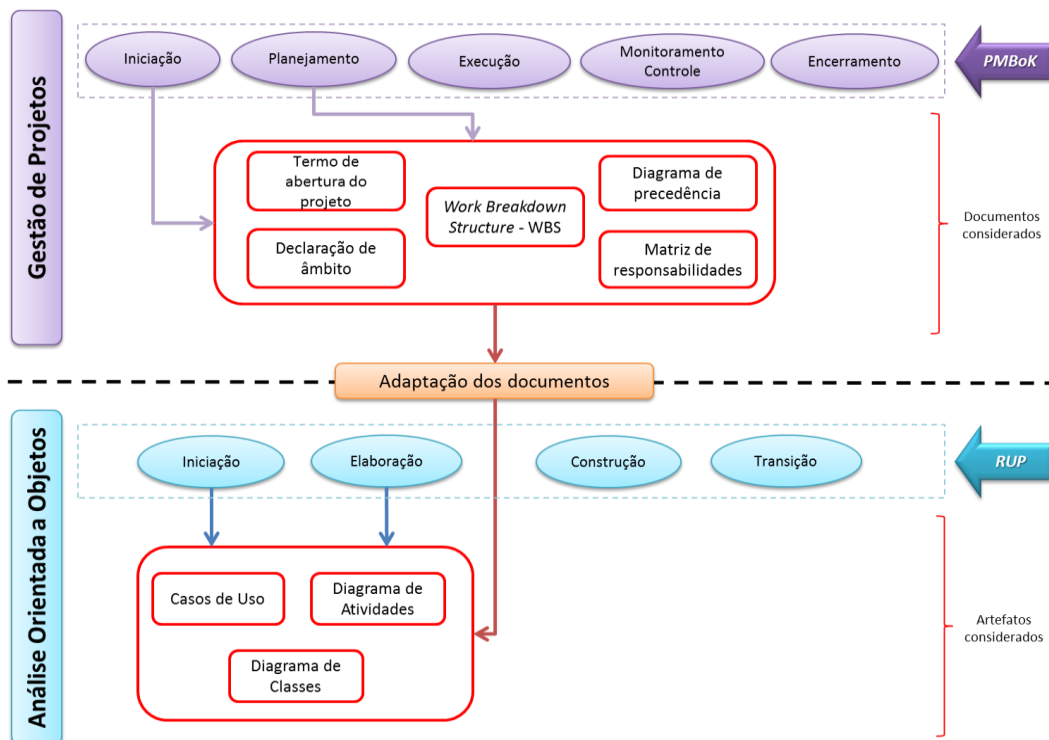 Gestão de Projetos
Iniciação
Planejamento
Execução
Monitoramento
Controle
Encerramento
PMBoK
Termo de
abertura do
projeto
Work Breakdown
Structure - WBS
Diagrama de
precedência
Declaração de
âmbito
Matriz de
responsabilidades
Documentos
considerados
Adaptação dos documentos
Análise Orientada a Objetos
Iniciação
Elaboração
Construção
Transição
RUP
Casos de Uso
Diagrama de
Atividades
Diagrama de
Classes
Artefatos
considerados